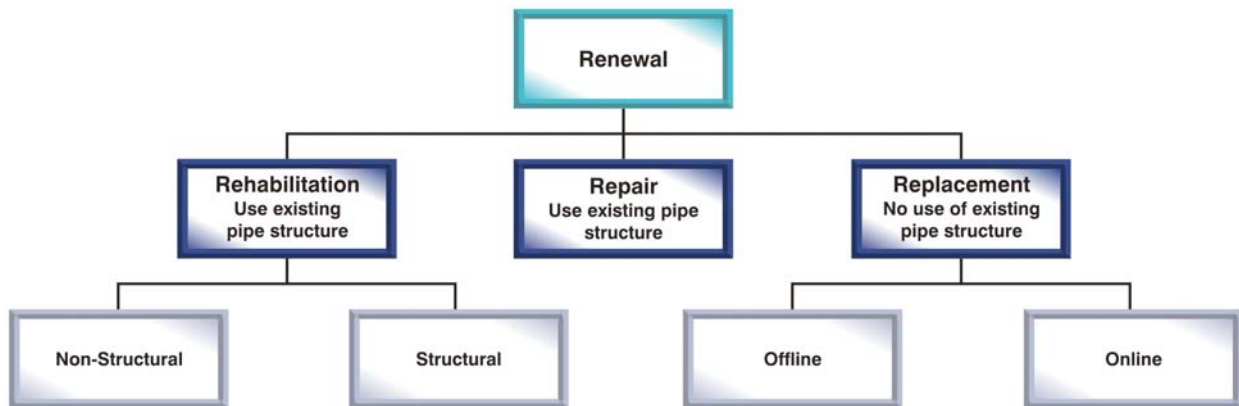 Renewal
Rehabilitation
Use existing
pipe structure
Repair
Use existing pipe
structure
Replacement
No use of existing
pipe structure
Non-Structural
Structural
Offline
Online